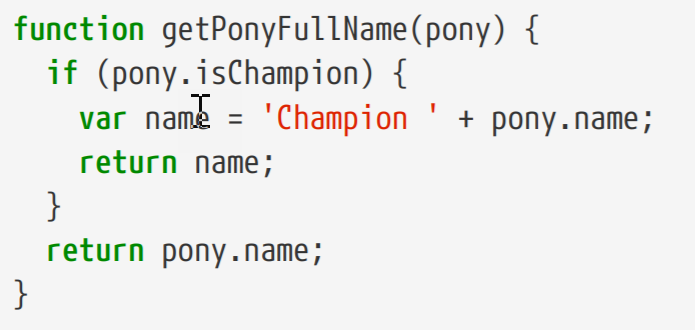 function getPonyFullName(pony) {
  if (pony.isChampion) {
    var name = 'Champion ' + pony.name;
    return name;
  }
  return pony.name;
}